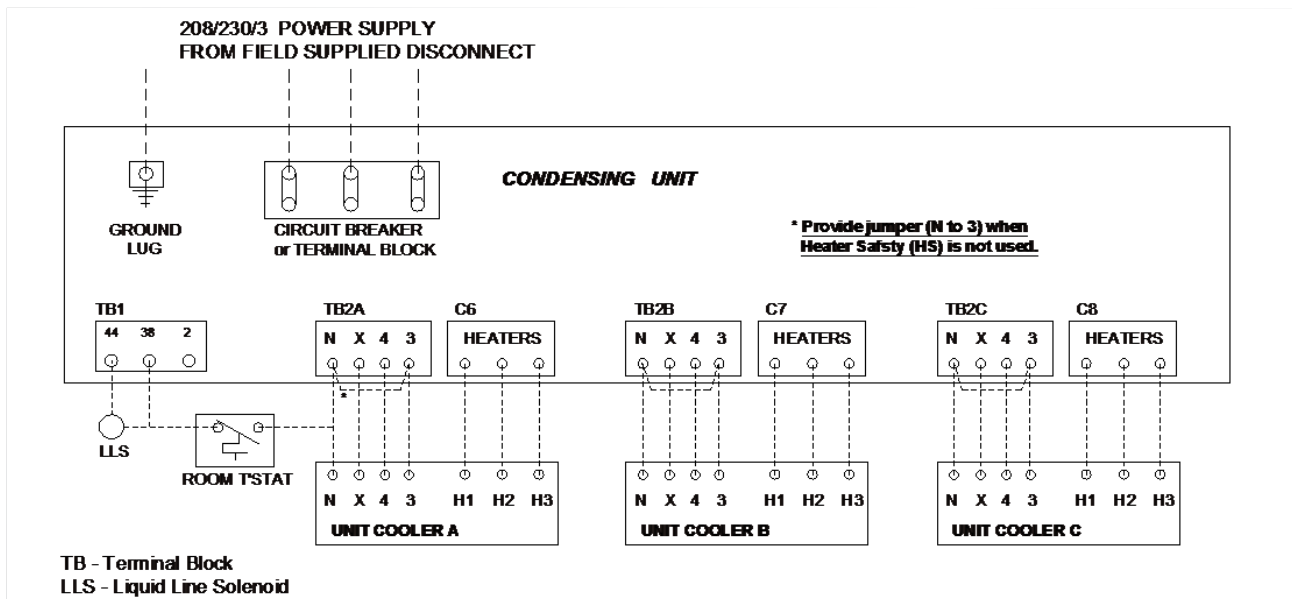 208/230/3 POWER SUPPLY
FROM FIELD SUPPLIED DISCONNECT
CONDENSING UNIT
GROUND
LUG
CIRCUIT BREAKER
or TERMINAL BLOCK
* Provide jumper (N to 3) when
Heater Safsty (HS) is not used.
TB1
44 38 2
TB2A
N X 4 3
C6
HEATERS
TB2B
N X 4 3
C7
HEATERS
TB2C
N X 4 3
C8
HEATERS
*
LLS
ROOM T'STAT
N X 4 3 H1 H2 H3
UNIT COOLER A
N X 4 3 H1 H2 H3
UNIT COOLER B
N X 4 3 H1 H2 H3
UNIT COOLER C
TB - Terminal Block
LLS - Liquid Line Solenoid